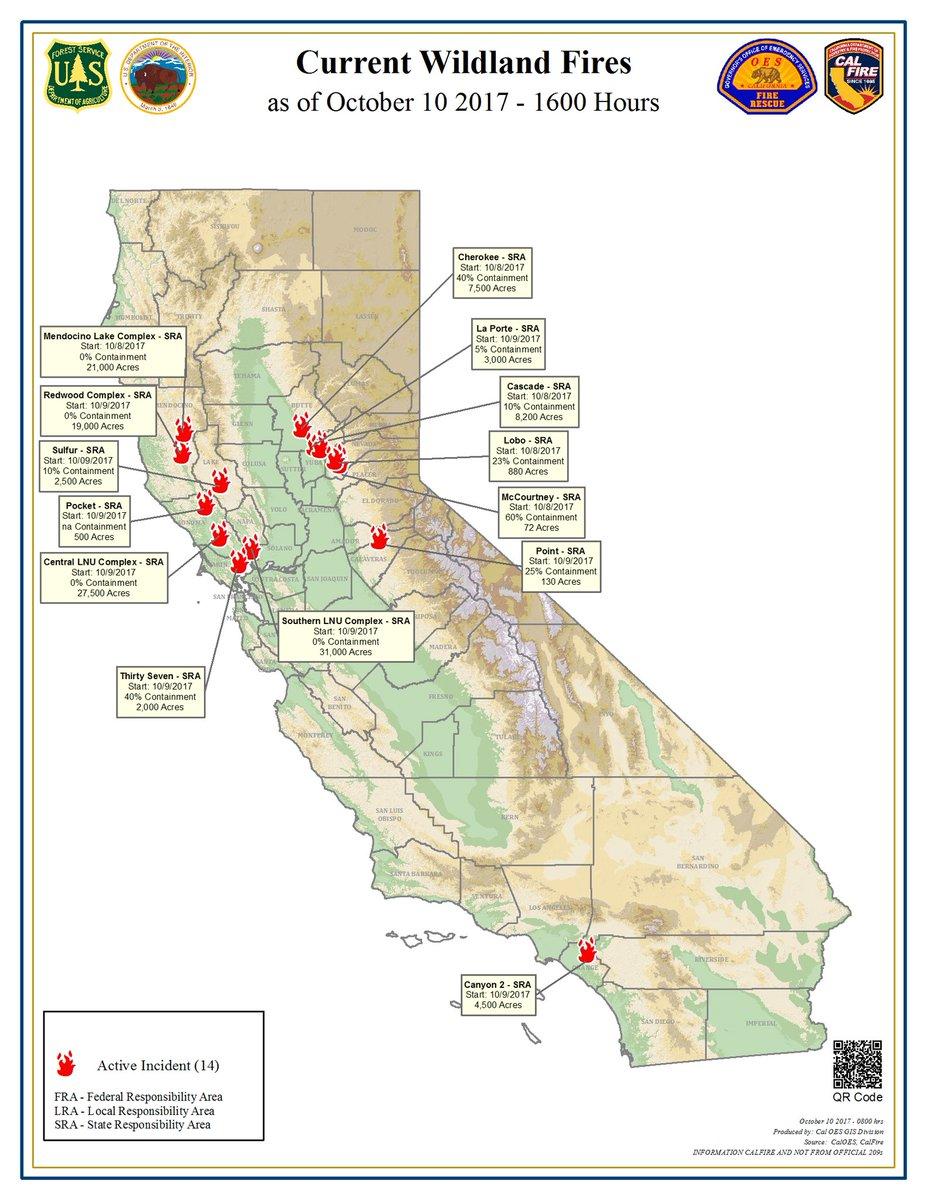 FOREST SERVICE
U S
DEPARTMENT OF AGRICULTURE
U.S. DEPARTMENT OF THE INTERIOR
March 3, 1849
Current Wildland Fires
as of October 10 2017 - 1600 Hours
GOVERNOR'S OFFICE OF EMERGENCY SERVICES
OES
CALIFORNIA
FIRE
RESCUE
CAL
FIRE
SINCE 1885
DEL NORTE
SISKIYOU
MODOC
HUMBOLDT
TRINITY
SHASTA
LASSEN
Cherokee - SRA
Start: 10/8/2017
40% Containment
7,500 Acres
La Porte - SRA
Start: 10/9/2017
5% Containment
3,000 Acres
Mendocino Lake Complex - SRA
Start: 10/8/2017
0% Containment
21,000 Acres
TEHAMA
PLUMAS
Cascade - SRA
Start: 10/8/2017
10% Containment
8,200 Acres
Redwood Complex - SRA
Start: 10/9/2017
0% Containment
19,000 Acres
MENDOCINO
GLENN
BUTTE
NEVADA
Lobo - SRA
Start: 10/8/2017
23% Containment
880 Acres
Sulfur - SRA
Start: 10/09/2017
10% Containment
2,500 Acres
LAKE
COLUSA
SUTTER
YUBA
PLACER
McCourtney - SRA
Start: 10/8/2017
60% Containment
72 Acres
Pocket - SRA
Start: 10/9/2017
na Containment
500 Acres
SONOMA
NAPA
YOLO
SACRAMENTO
EL DORADO
Point - SRA
Start: 10/9/2017
25% Containment
130 Acres
Central LNU Complex - SRA
Start: 10/9/2017
0% Containment
27,500 Acres
MARIN
SOLANO
AMADOR
CALAVERAS
CONTRA COSTA
SAN JOAQUIN
TUOLUMNE
SAN FRANCISCO
Southern LNU Complex - SRA
Start: 10/9/2017
0% Containment
31,000 Acres
MADERA
Thirty Seven - SRA
Start: 10/9/2017
40% Containment
2,000 Acres
SAN
BENITO
FRESNO
INYO
MONTEREY
TULARE
KINGS
SAN LUIS
OBISPO
KERN
SAN
BERNARDINO
SANTA BARBARA
VENTURA
LOS ANGELES
ORANGE
RIVERSIDE
Canyon 2 - SRA
Start: 10/9/2017
4,500 Acres
SAN DIEGO
IMPERIAL
Active Incident (14)
FRA - Federal Responsibility Area
LRA - Local Responsibility Area
SRA - State Responsibility Area
QR Code
October 10 2017 - 0800 hrs
Produced by: Cal OES GIS Division
Source: CalOES, CalFire
INFORMATION CALFIRE AND NOT FROM OFFICIAL 209s